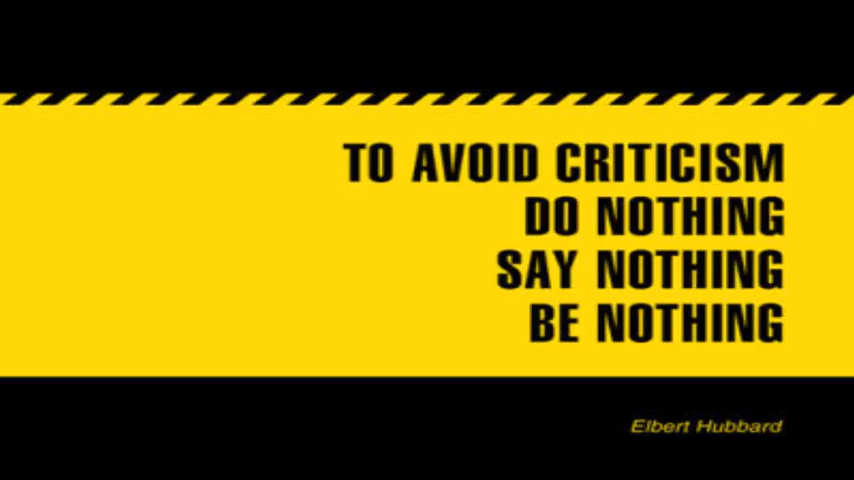 TO AVOID CRITICISM
DO NOTHING
SAY NOTHING
BE NOTHING
Elbert Hubbard